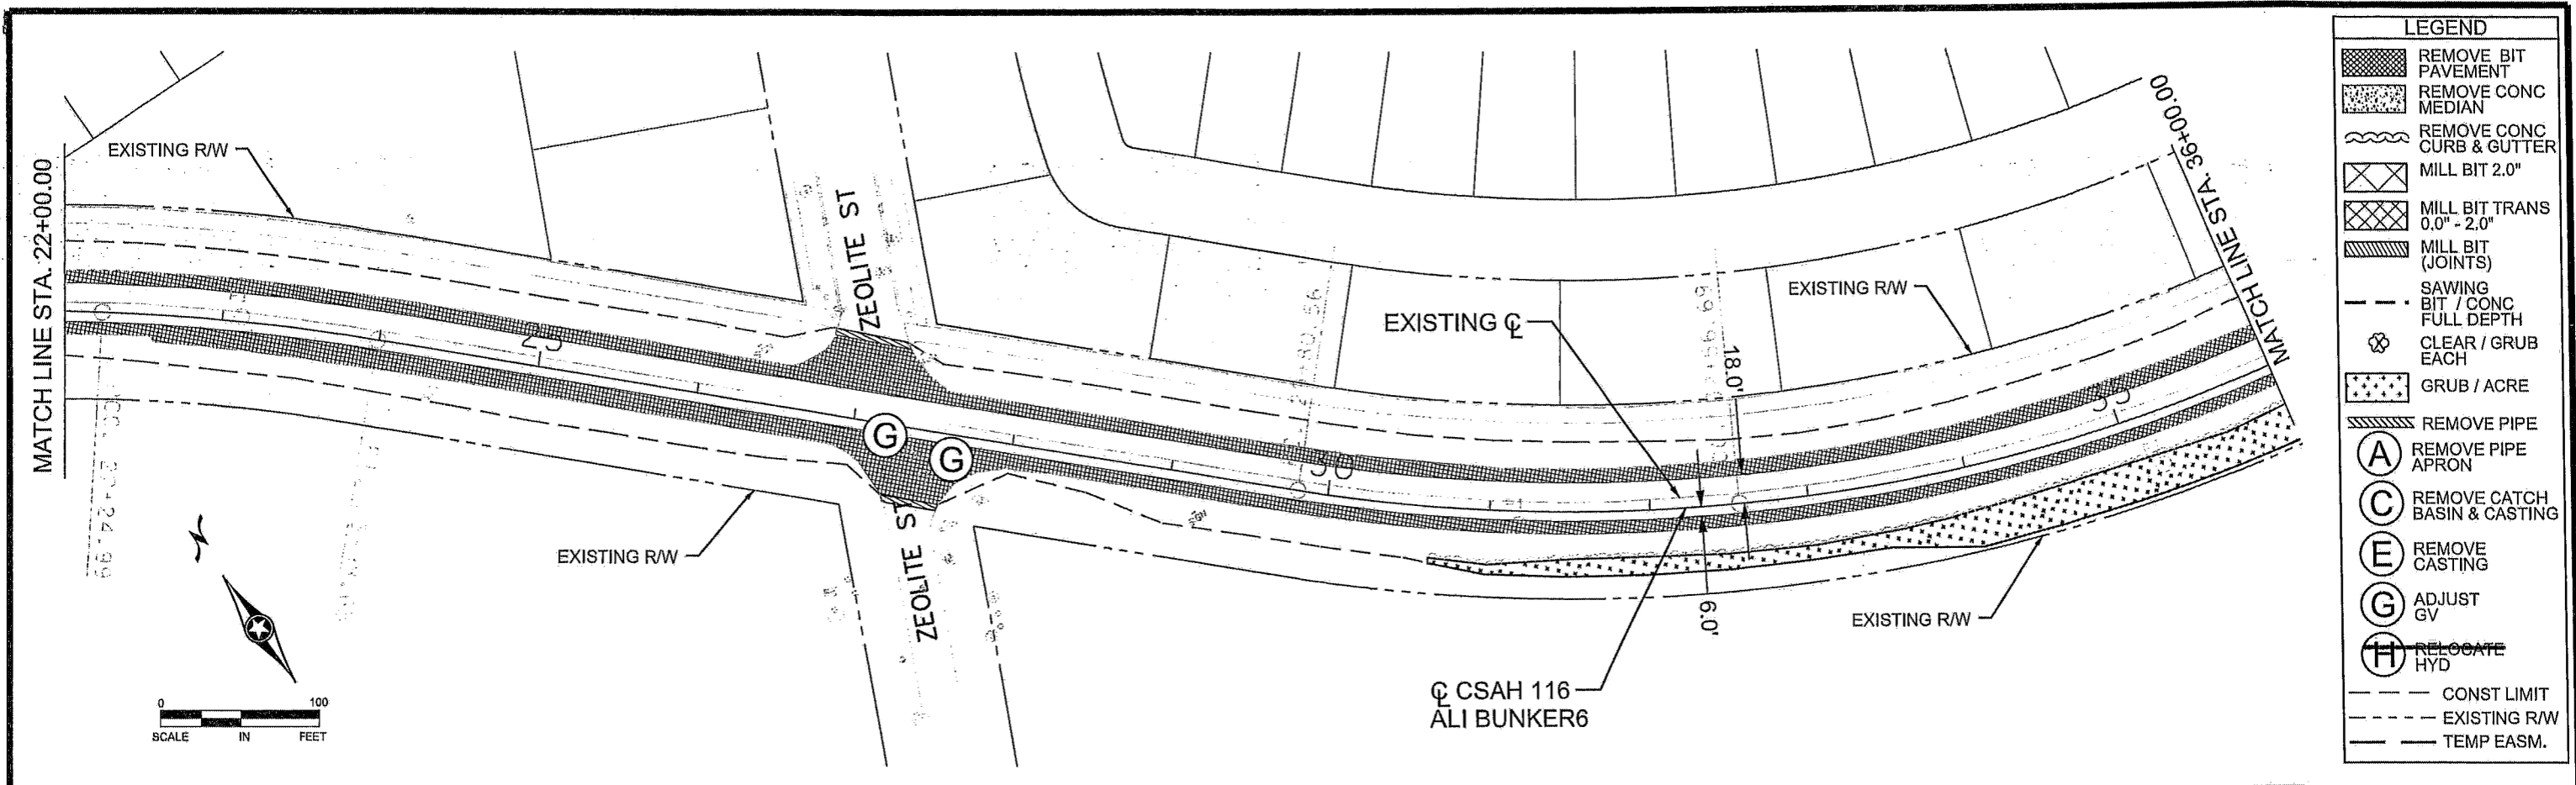 MATCH LINE STA. 22+00.00
EXISTING R/W
ZEOLITE ST
25
G
G
EXISTING R/W
ZEOLITE ST
0 100
SCALE IN FEET
EXISTING ℄
18.0'
EXISTING R/W
30
35
6.0'
℄ CSAH 116
ALI BUNKER6
EXISTING R/W
MATCH LINE STA. 36+00.00
LEGEND
REMOVE BIT
PAVEMENT
REMOVE CONC
MEDIAN
REMOVE CONC
CURB & GUTTER
MILL BIT 2.0"
MILL BIT TRANS
0.0" - 2.0"
MILL BIT
(JOINTS)
SAWING
BIT / CONC
FULL DEPTH
CLEAR / GRUB
EACH
GRUB / ACRE
REMOVE PIPE
A REMOVE PIPE
APRON
C REMOVE CATCH
BASIN & CASTING
E REMOVE
CASTING
G ADJUST
GV
H RELOCATE
HYD
CONST LIMIT
EXISTING R/W
TEMP EASM.